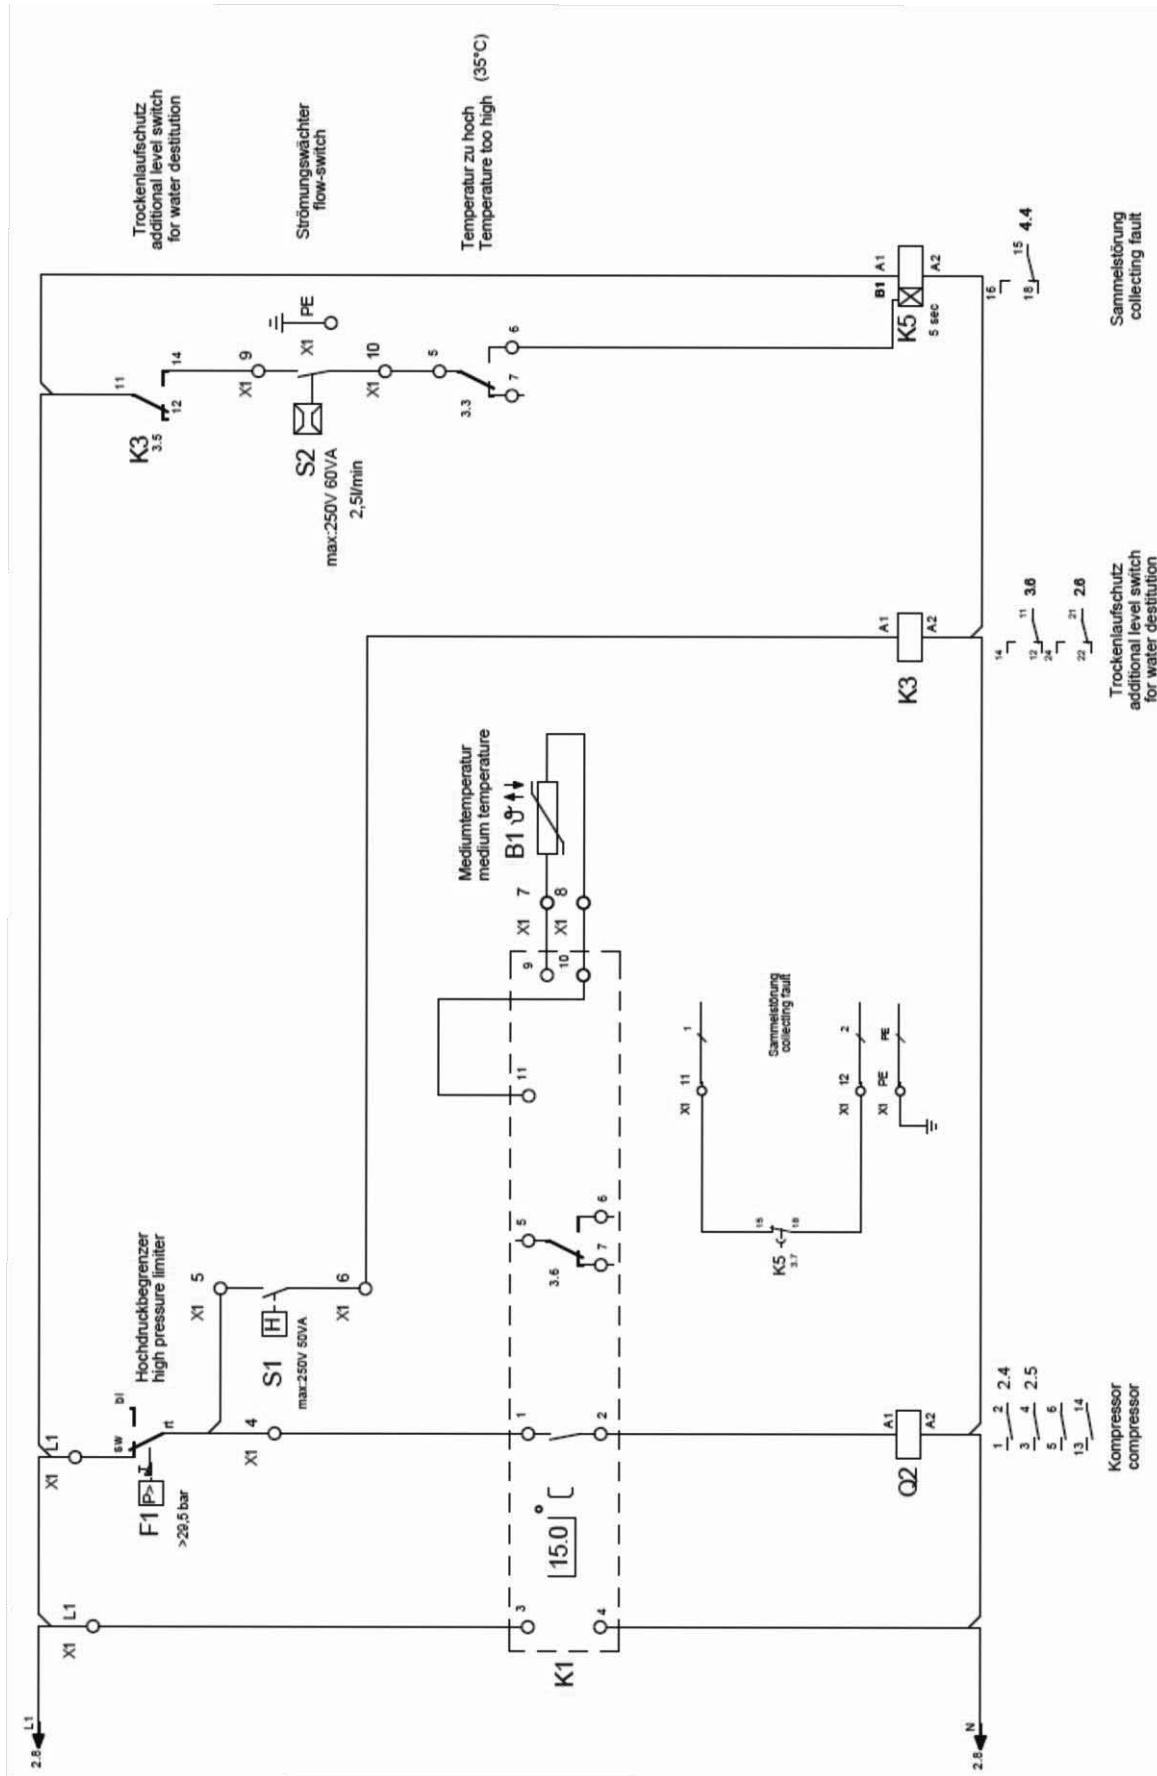 2.8
L1
X1
L1
X1
L1
F1
P>
>29,5 bar
sw
bl
rt
Hochdruckbegrenzer
high pressure limiter
X1
4
X1
5
S1
H
max:250V 50VA
X1
6
K3
3.5
11
12
14
Trockenlaufschutz
additional level switch
for water destitution
X1
9
S2
max:250V 60VA
2,5l/min
X1
PE
Strömungswächter
flow-switch
X1
10
5
3.3
7
6
Temperatur zu hoch
Temperature too high (35°C)
K1
3
4
15.0
°C
1
2
5
3.6
7
6
11
9
10
X1
7
X1
8
Mediumtemperatur
medium temperature
B1
ϑ
X1
11
1
K5
3.7
15
18
Sammelstörung
collecting fault
X1
12
2
X1
PE
PE
2.8
N
Q2
A1
A2
1
2
2.4
3
4
2.5
5
6
13
14
Kompressor
compressor
K3
A1
A2
14
12
11
3.6
24
22
21
2.6
Trockenlaufschutz
additional level switch
for water destitution
K5
5 sec
B1
A1
A2
16
18
15
4.4
Sammelstörung
collecting fault